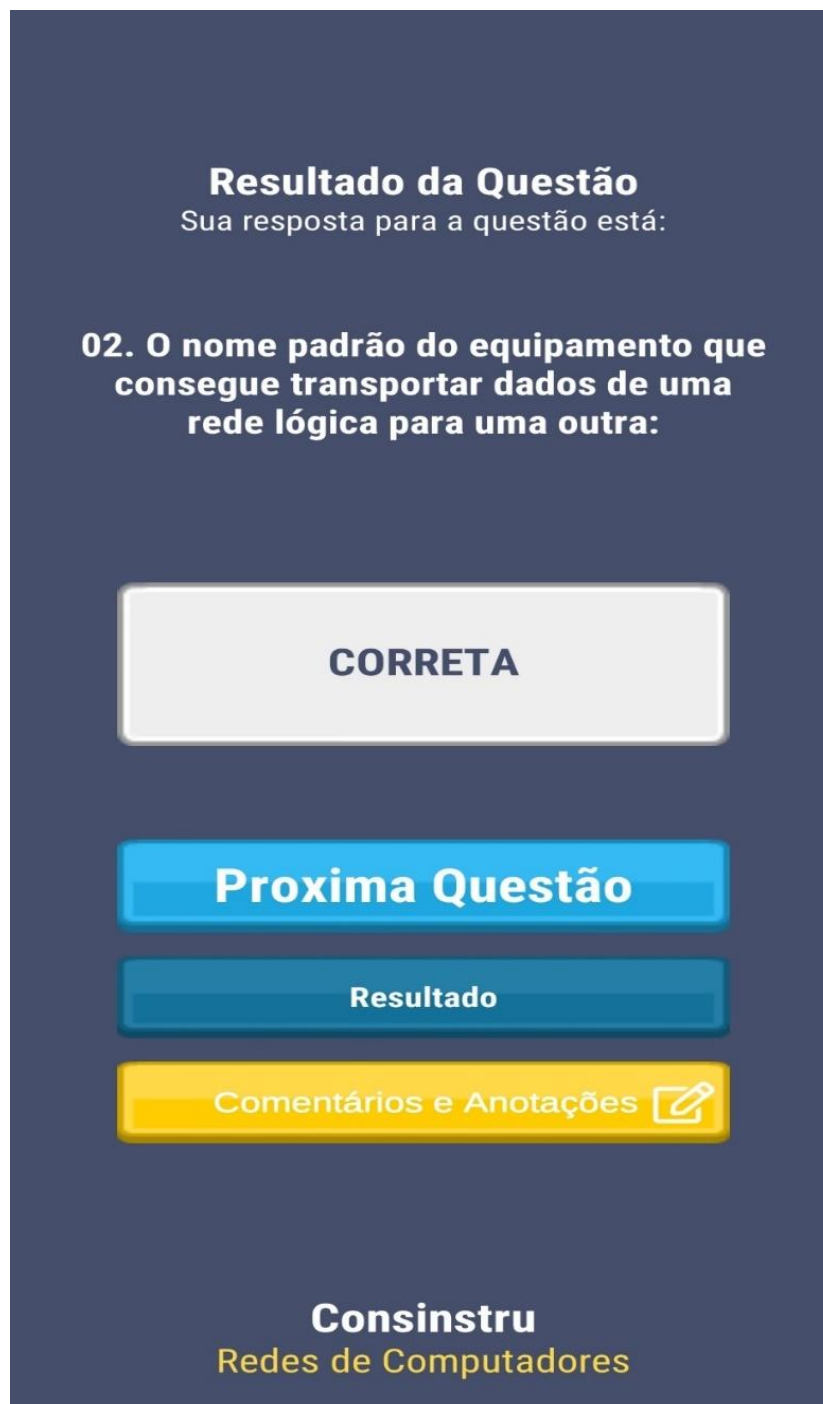 Resultado da Questão
Sua resposta para a questão está:
02. O nome padrão do equipamento que
consegue transportar dados de uma
rede lógica para uma outra:
CORRETA
Proxima Questão
Resultado
Comentários e Anotações
Consinstru
Redes de Computadores